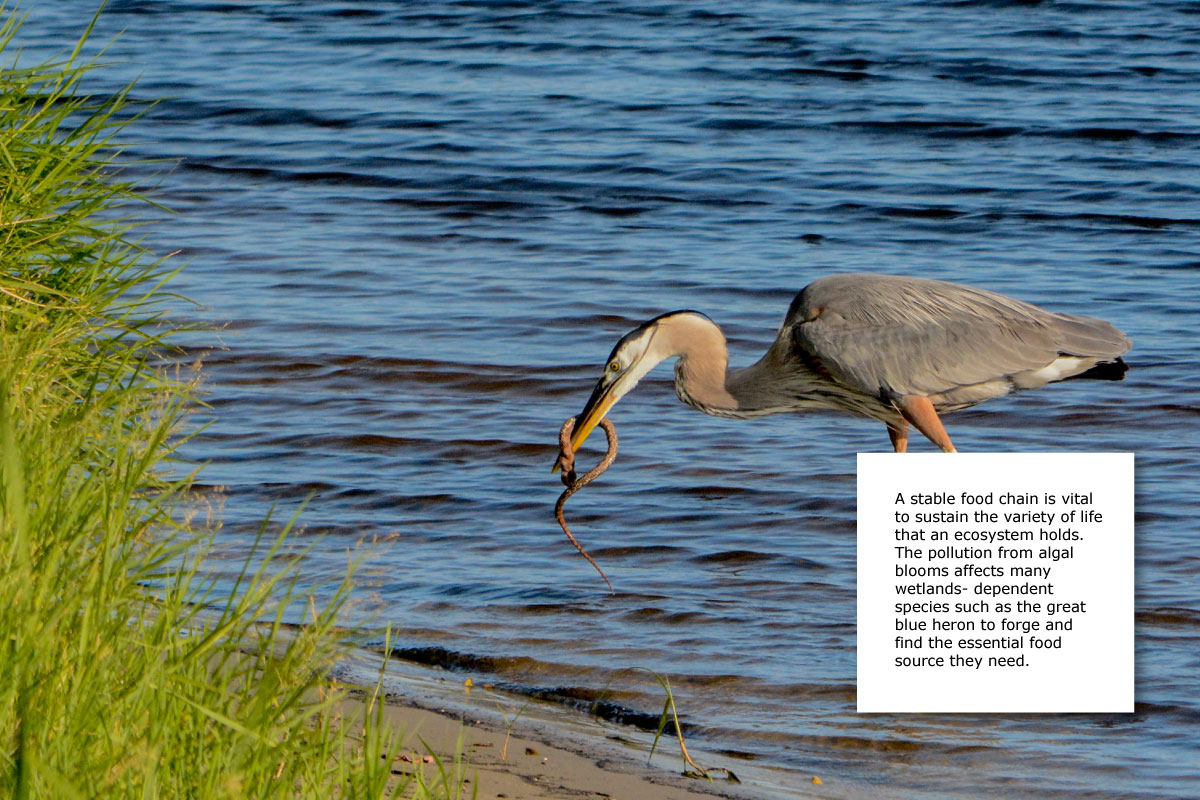 A stable food chain is vital
to sustain the variety of life
that an ecosystem holds.
The pollution from algal
blooms affects many
wetlands- dependent
species such as the great
blue heron to forge and
find the essential food
source they need.